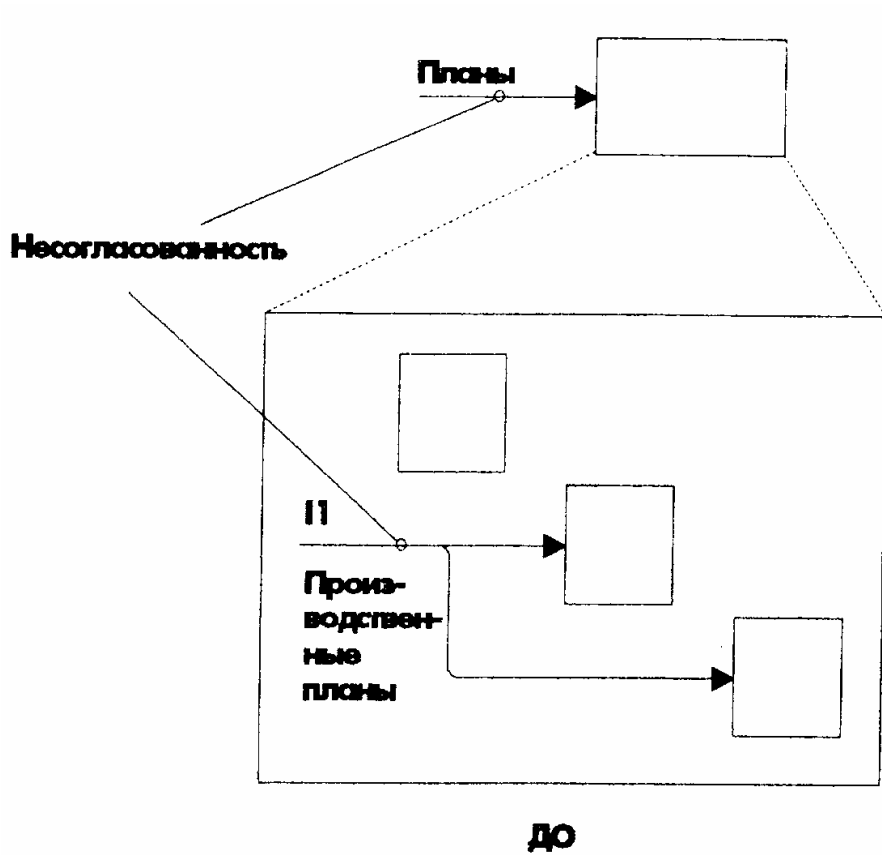 Планы
Несогласованность
I1
Произ-
водствен-
ные
планы
ДО